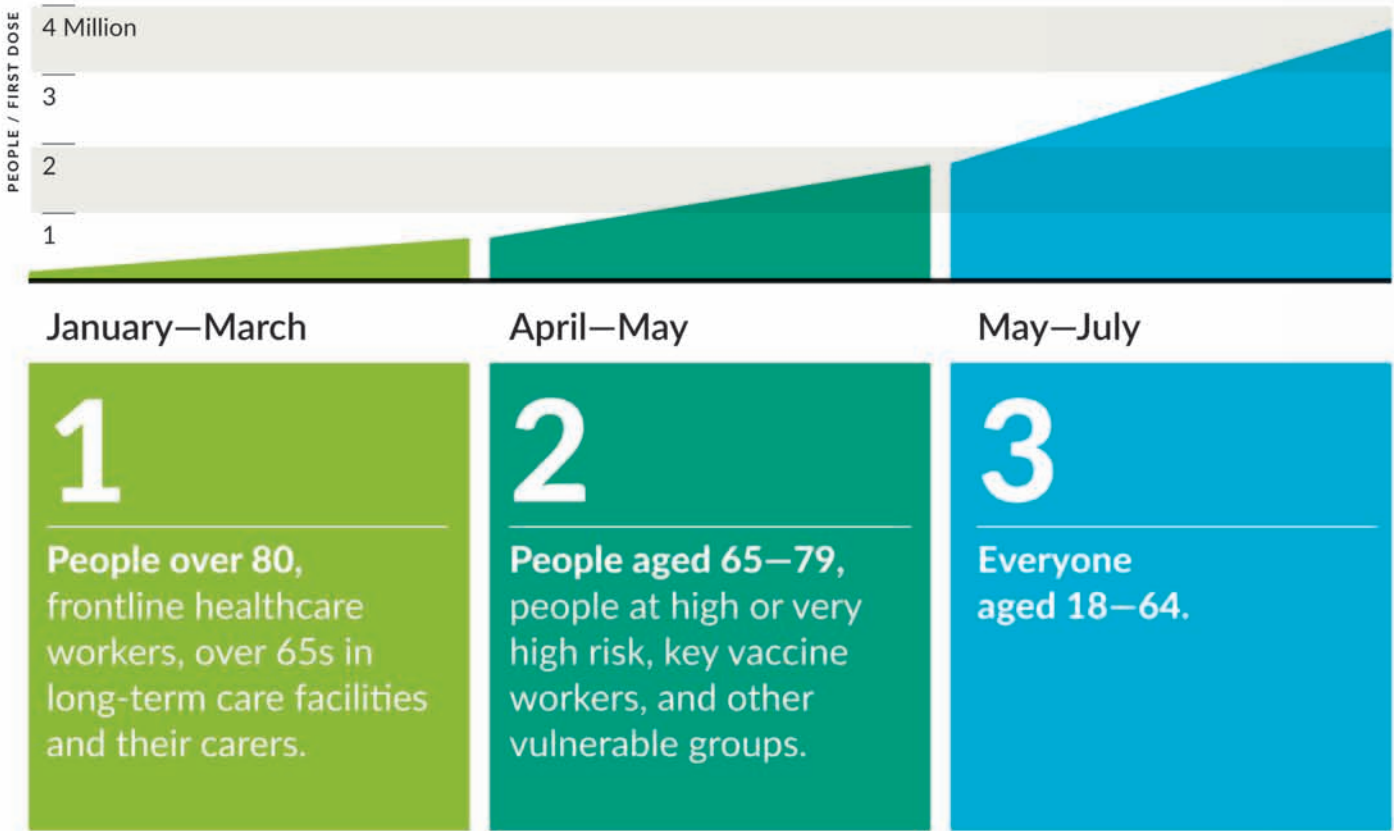 PEOPLE / FIRST DOSE
4 Million
3
2
1
January—March
1
People over 80,
frontline healthcare
workers, over 65s in
long-term care facilities
and their carers.
April—May
2
People aged 65—79,
people at high or very
high risk, key vaccine
workers, and other
vulnerable groups.
May—July
3
Everyone
aged 18—64.